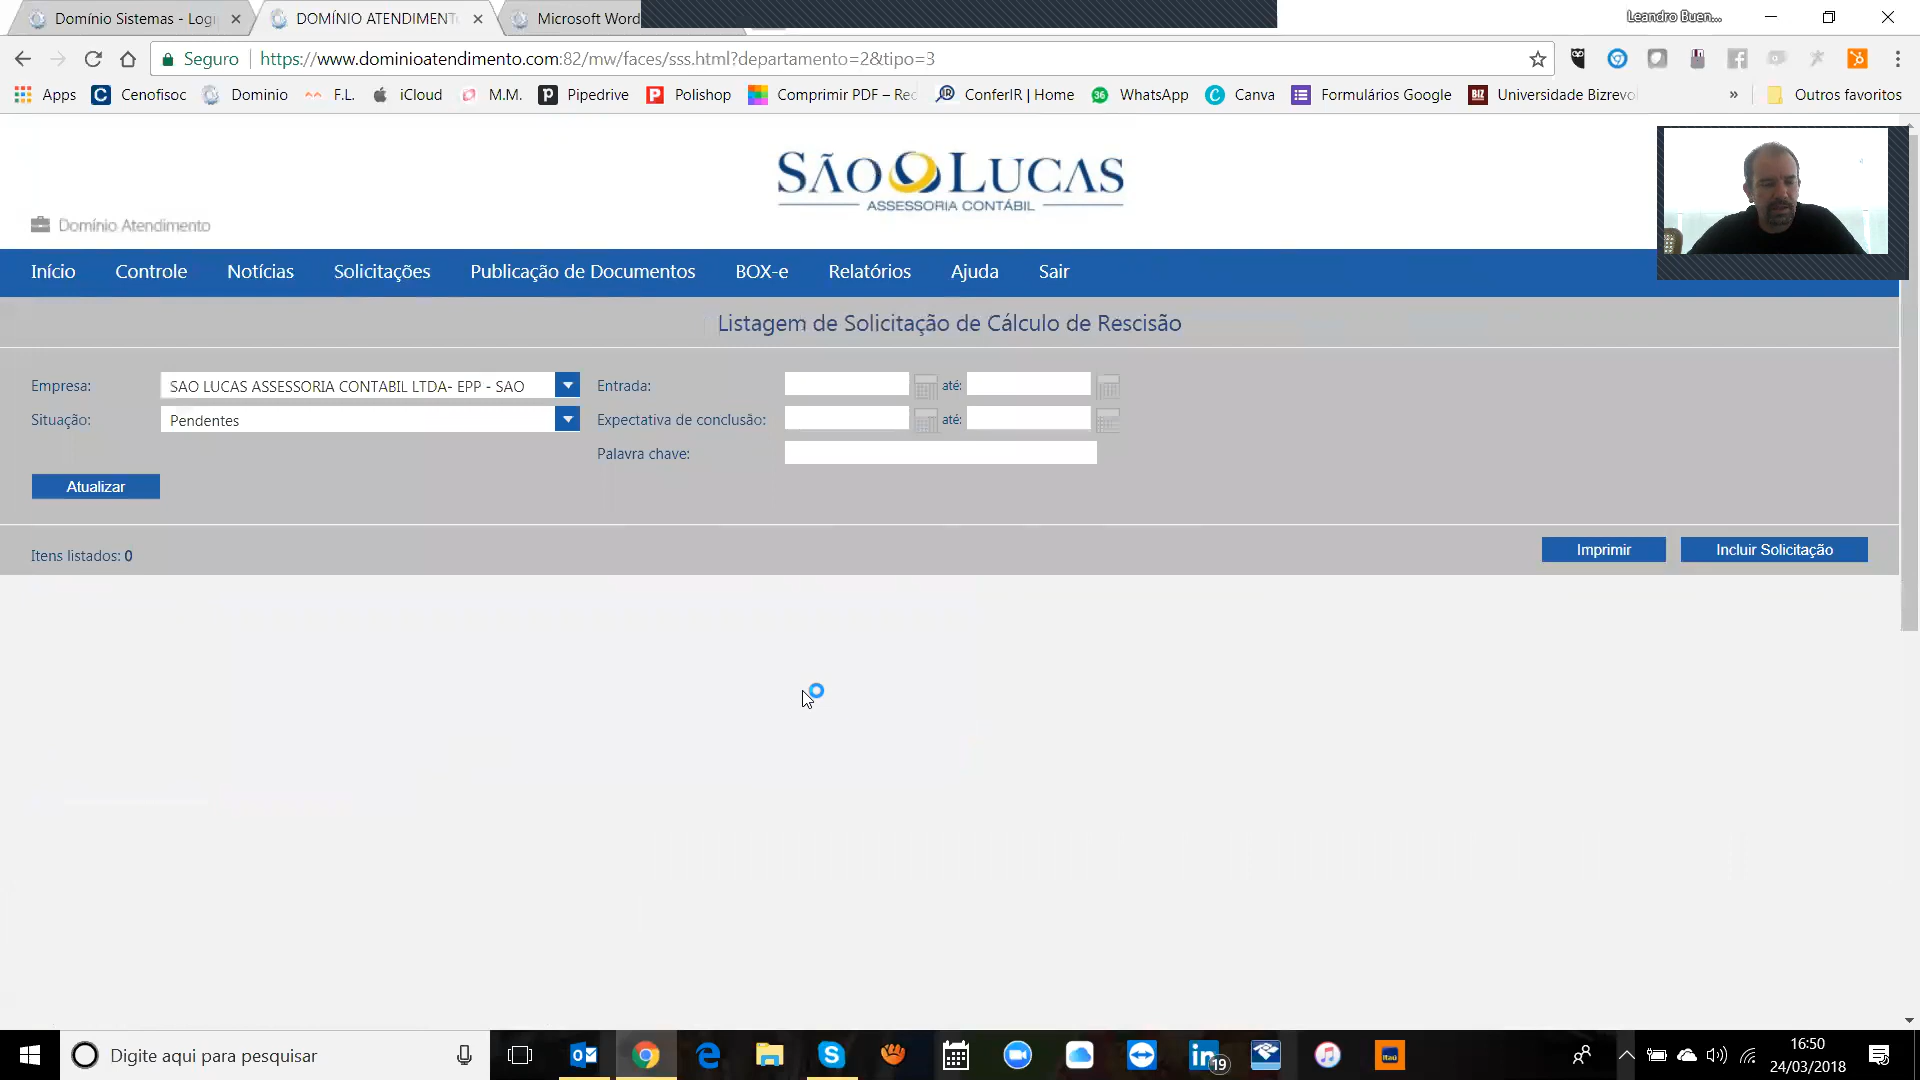 Domínio Sistemas - Logi
DOMÍNIO ATENDIMENT
Microsoft Word
Leandro Buen...
Seguro
https://www.dominioatendimento.com:82/mw/faces/sss.html?departamento=2&tipo=3
Apps
Cenofisoc
Dominio
F.L.
iCloud
M.M.
Pipedrive
Polishop
Comprimir PDF – Red
ConferIR | Home
36
WhatsApp
Canva
Formulários Google
BIZ
Universidade Bizrevo
»
Outros favoritos
SÃO LUCAS
ASSESSORIA CONTÁBIL
Domínio Atendimento
Início
Controle
Notícias
Solicitações
Publicação de Documentos
BOX-e
Relatórios
Ajuda
Sair
Listagem de Solicitação de Cálculo de Rescisão
Empresa:
SAO LUCAS ASSESSORIA CONTABIL LTDA- EPP - SAO
Entrada:
até:
Situação:
Pendentes
Expectativa de conclusão:
até:
Palavra chave:
Atualizar
Itens listados: 0
Imprimir
Incluir Solicitação
Digite aqui para pesquisar
19
Itaú
16:50
24/03/2018